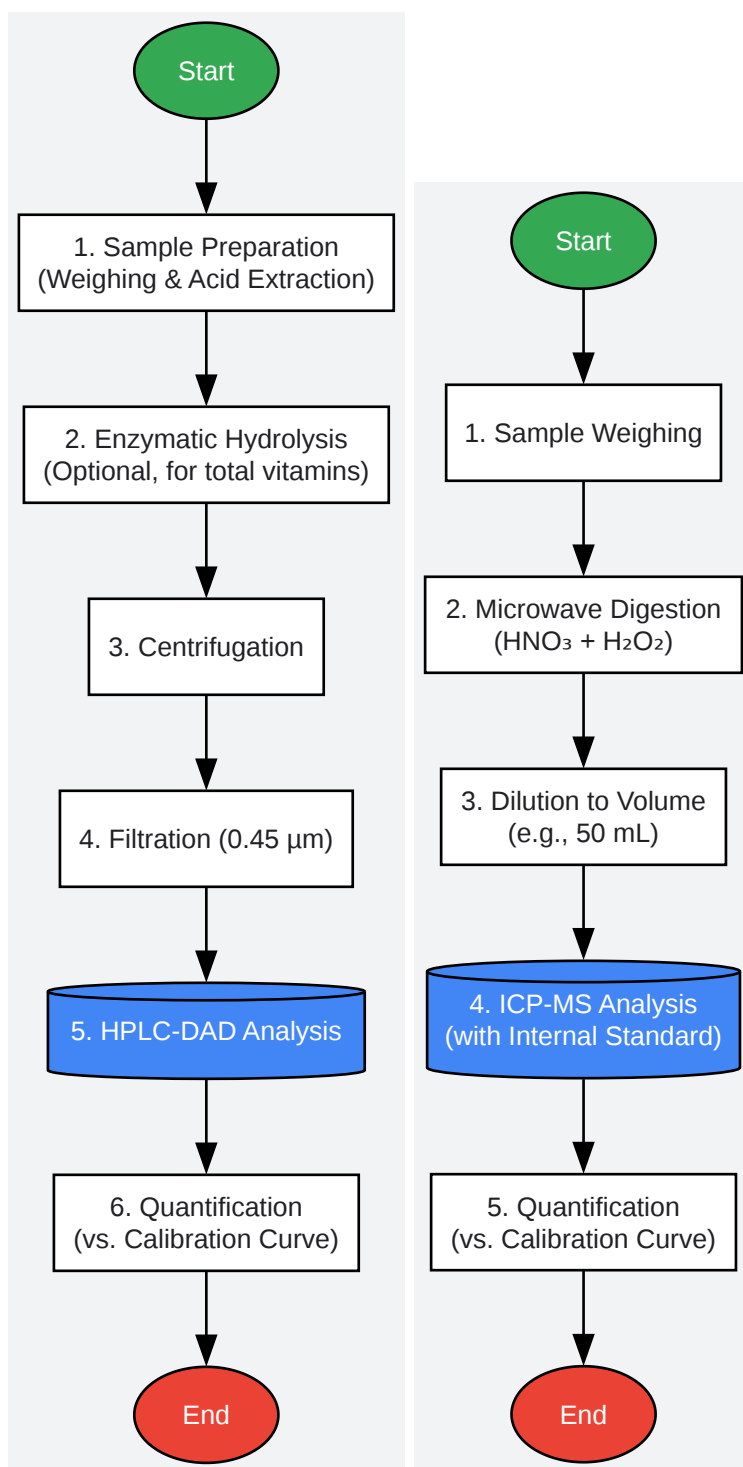 Start
1. Sample Preparation
(Weighing & Acid Extraction)
2. Enzymatic Hydrolysis
(Optional, for total vitamins)
3. Centrifugation
4. Filtration (0.45 µm)
5. HPLC-DAD Analysis
6. Quantification
(vs. Calibration Curve)
End
Start
1. Sample Weighing
2. Microwave Digestion
(HNO₃ + H₂O₂)
3. Dilution to Volume
(e.g., 50 mL)
4. ICP-MS Analysis
(with Internal Standard)
5. Quantification
(vs. Calibration Curve)
End